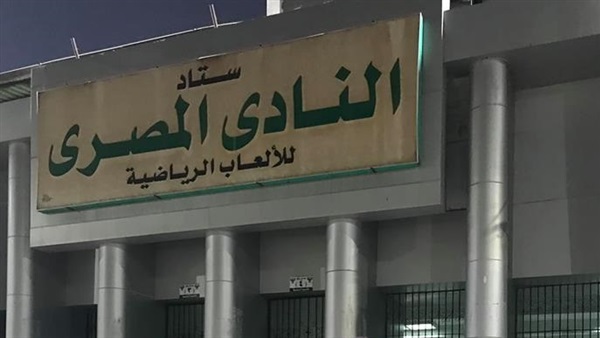 ستاد
النادى المصرى
للألعاب الرياضية